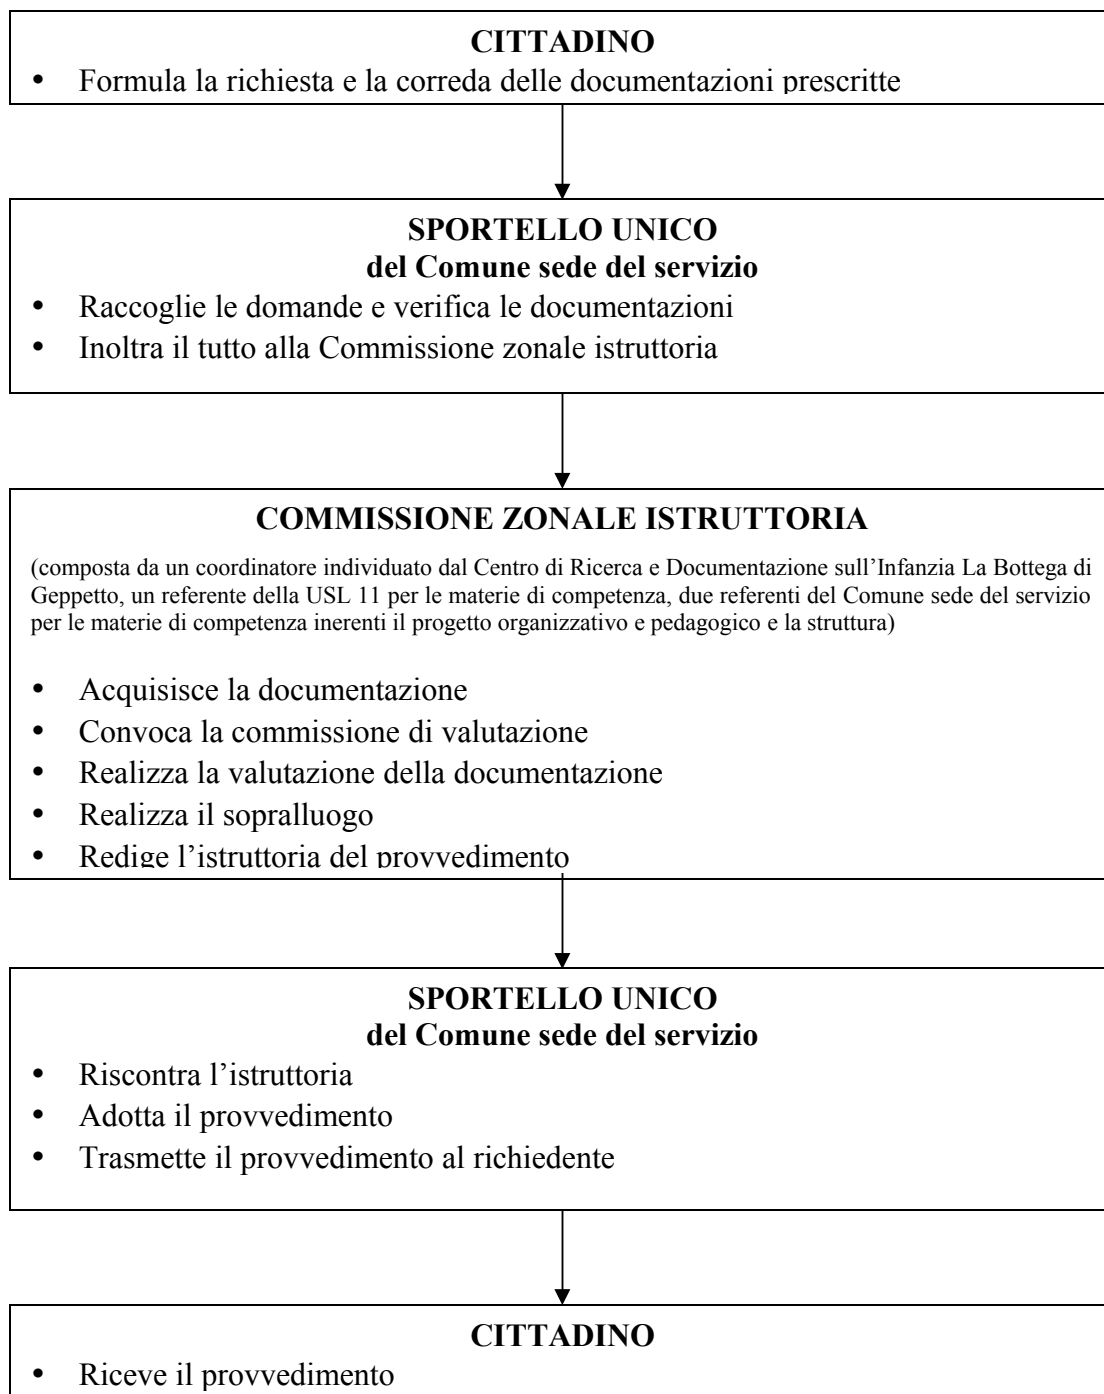 CITTADINO
• Formula la richiesta e la correda delle documentazioni prescritte
SPORTELLO UNICO
del Comune sede del servizio
• Raccoglie le domande e verifica le documentazioni
• Inoltra il tutto alla Commissione zonale istruttoria
COMMISSIONE ZONALE ISTRUTTORIA
(composta da un coordinatore individuato dal Centro di Ricerca e Documentazione sull’Infanzia La Bottega di
Geppetto, un referente della USL 11 per le materie di competenza, due referenti del Comune sede del servizio
per le materie di competenza inerenti il progetto organizzativo e pedagogico e la struttura)
• Acquisisce la documentazione
• Convoca la commissione di valutazione
• Realizza la valutazione della documentazione
• Realizza il sopralluogo
• Redige l’istruttoria del provvedimento
SPORTELLO UNICO
del Comune sede del servizio
• Riscontra l’istruttoria
• Adotta il provvedimento
• Trasmette il provvedimento al richiedente
CITTADINO
• Riceve il provvedimento